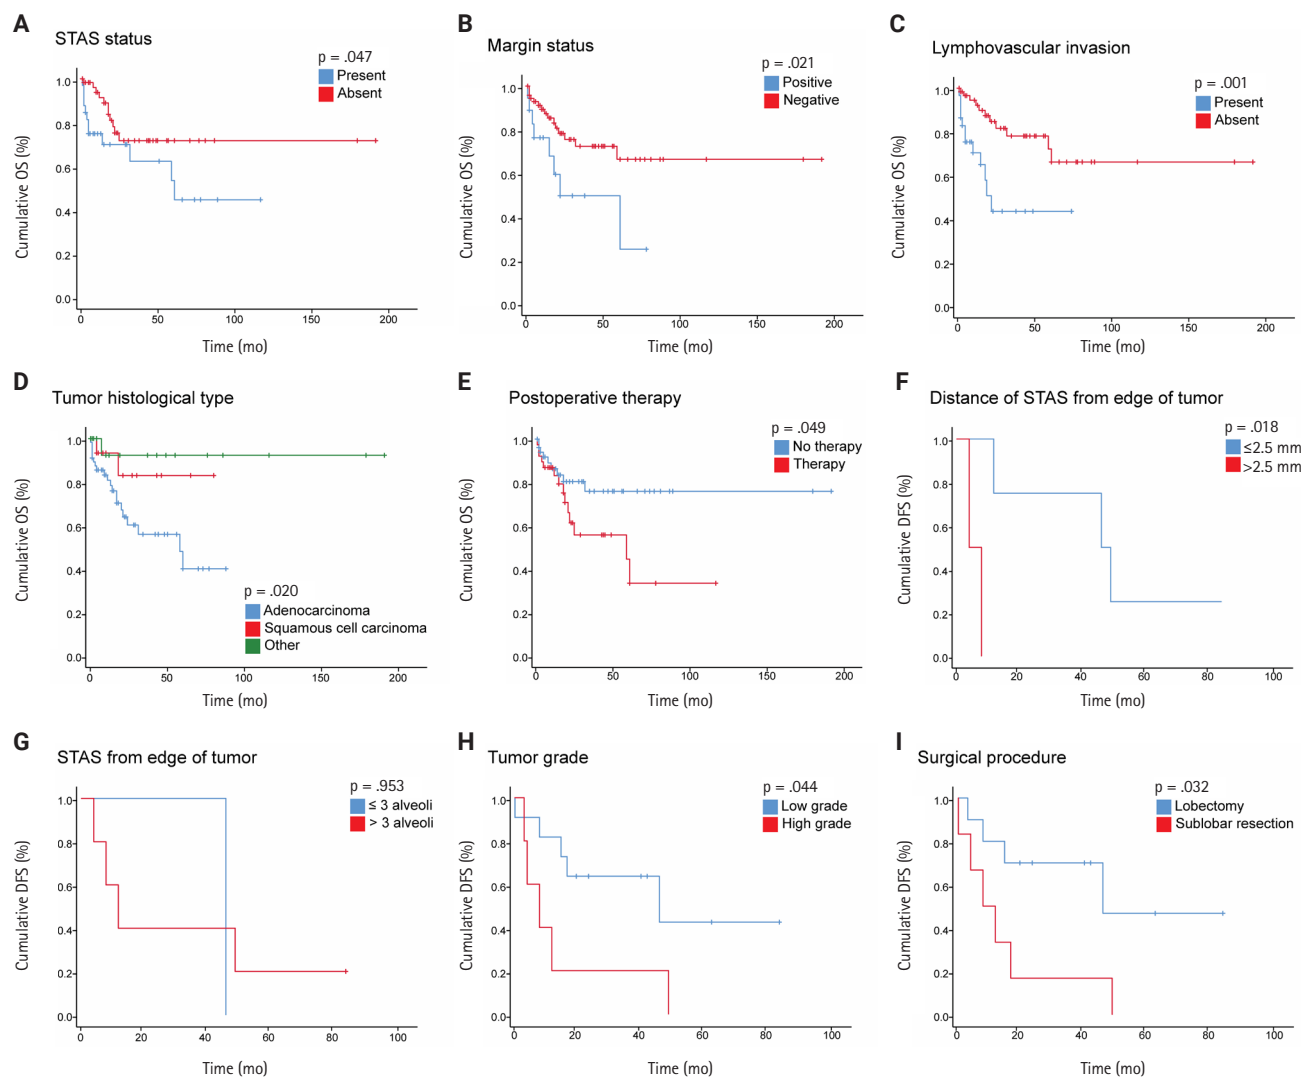 A
STAS status
p = .047
Present
Absent
Cumulative OS (%)
1.0
0.8
0.6
0.4
0.2
0.0
0 50 100 150 200
Time (mo)
B
Margin status
p = .021
Positive
Negative
Cumulative OS (%)
1.0
0.8
0.6
0.4
0.2
0.0
0 50 100 150 200
Time (mo)
C
Lymphovascular invasion
p = .001
Present
Absent
Cumulative OS (%)
1.0
0.8
0.6
0.4
0.2
0.0
0 50 100 150 200
Time (mo)
D
Tumor histological type
Cumulative OS (%)
1.0
0.8
0.6
0.4
0.2
0.0
p = .020
Adenocarcinoma
Squamous cell carcinoma
Other
0 50 100 150 200
Time (mo)
E
Postoperative therapy
p = .049
No therapy
Therapy
Cumulative OS (%)
1.0
0.8
0.6
0.4
0.2
0.0
0 50 100 150 200
Time (mo)
F
Distance of STAS from edge of tumor
p = .018
≤2.5 mm
>2.5 mm
Cumulative DFS (%)
1.0
0.8
0.6
0.4
0.2
0.0
0 20 40 60 80 100
Time (mo)
G
STAS from edge of tumor
p = .953
≤ 3 alveoli
> 3 alveoli
Cumulative DFS (%)
1.0
0.8
0.6
0.4
0.2
0.0
0 20 40 60 80 100
Time (mo)
H
Tumor grade
p = .044
Low grade
High grade
Cumulative DFS (%)
1.0
0.8
0.6
0.4
0.2
0.0
0 20 40 60 80 100
Time (mo)
I
Surgical procedure
p = .032
Lobectomy
Sublobar resection
Cumulative DFS (%)
1.0
0.8
0.6
0.4
0.2
0.0
0 20 40 60 80 100
Time (mo)